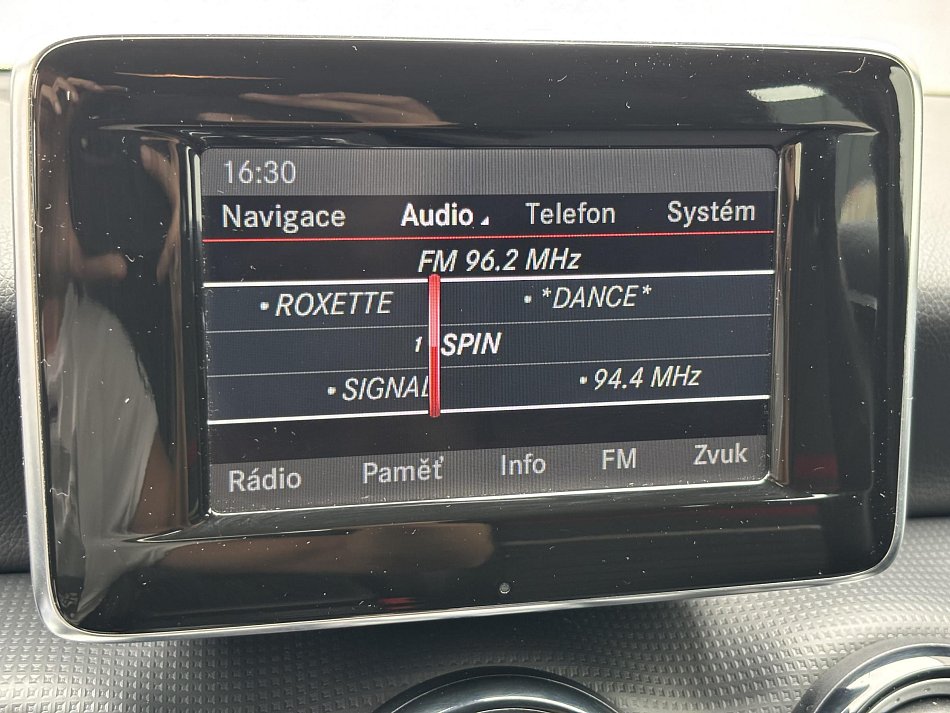 16:30
Navigace Audio Telefon Systém
FM 96.2 MHz
•ROXETTE • *DANCE*
1 SPIN
•SIGNAL •94.4 MHz
Rádio Paměť Info FM Zvuk